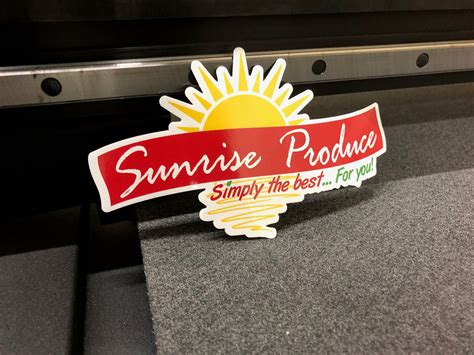 Sunrise Produce
Simply the best... For you!